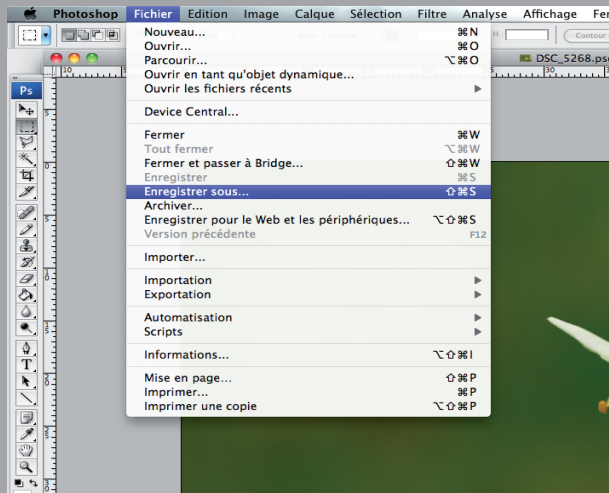 Photoshop Fichier Edition Image Calque Sélection Filtre Analyse Affichage
H :
Contour
DSC_5268.psd
Nouveau... ⌘N
Ouvrir... ⌘O
Parcourir... ⌥⌘O
Ouvrir en tant qu'objet dynamique...
Ouvrir les fichiers récents
Device Central...
Fermer ⌘W
Tout fermer ⌥⌘W
Fermer et passer à Bridge... ⇧⌘W
Enregistrer ⌘S
Enregistrer sous... ⇧⌘S
Archiver...
Enregistrer pour le Web et les périphériques... ⌥⇧⌘S
Version précédente F12
Importer...
Importation
Exportation
Automatisation
Scripts
Informations... ⌥⇧⌘I
Mise en page... ⇧⌘P
Imprimer... ⌘P
Imprimer une copie ⌥⇧⌘P
Ps
10
30